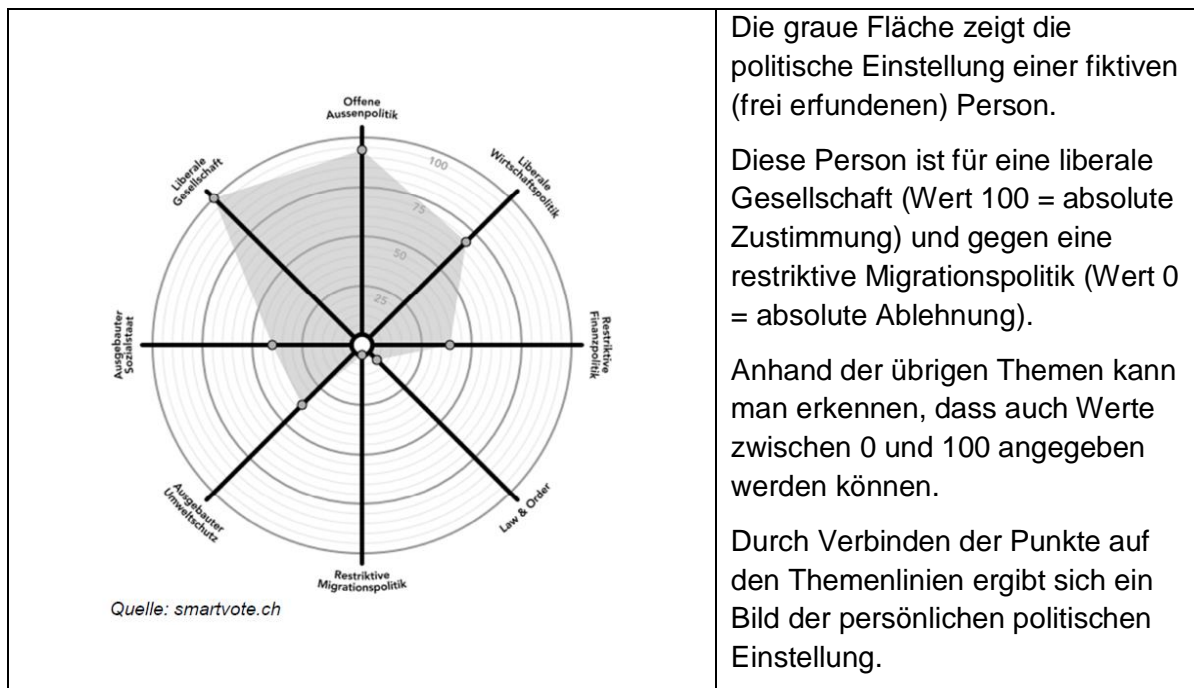 Offene
Aussenpolitik
Liberale
Wirtschaftspolitik
Restriktive
Finanzpolitik
Law & Order
Restriktive
Migrationspolitik
Ausgebauter
Umweltschutz
Ausgebauter
Sozialstaat
Liberale
Gesellschaft
100
75
50
25
Quelle: smartvote.ch
Die graue Fläche zeigt die
politische Einstellung einer fiktiven
(frei erfundenen) Person.
Diese Person ist für eine liberale
Gesellschaft (Wert 100 = absolute
Zustimmung) und gegen eine
restriktive Migrationspolitik (Wert 0
= absolute Ablehnung).
Anhand der übrigen Themen kann
man erkennen, dass auch Werte
zwischen 0 und 100 angegeben
werden können.
Durch Verbinden der Punkte auf
den Themenlinien ergibt sich ein
Bild der persönlichen politischen
Einstellung.